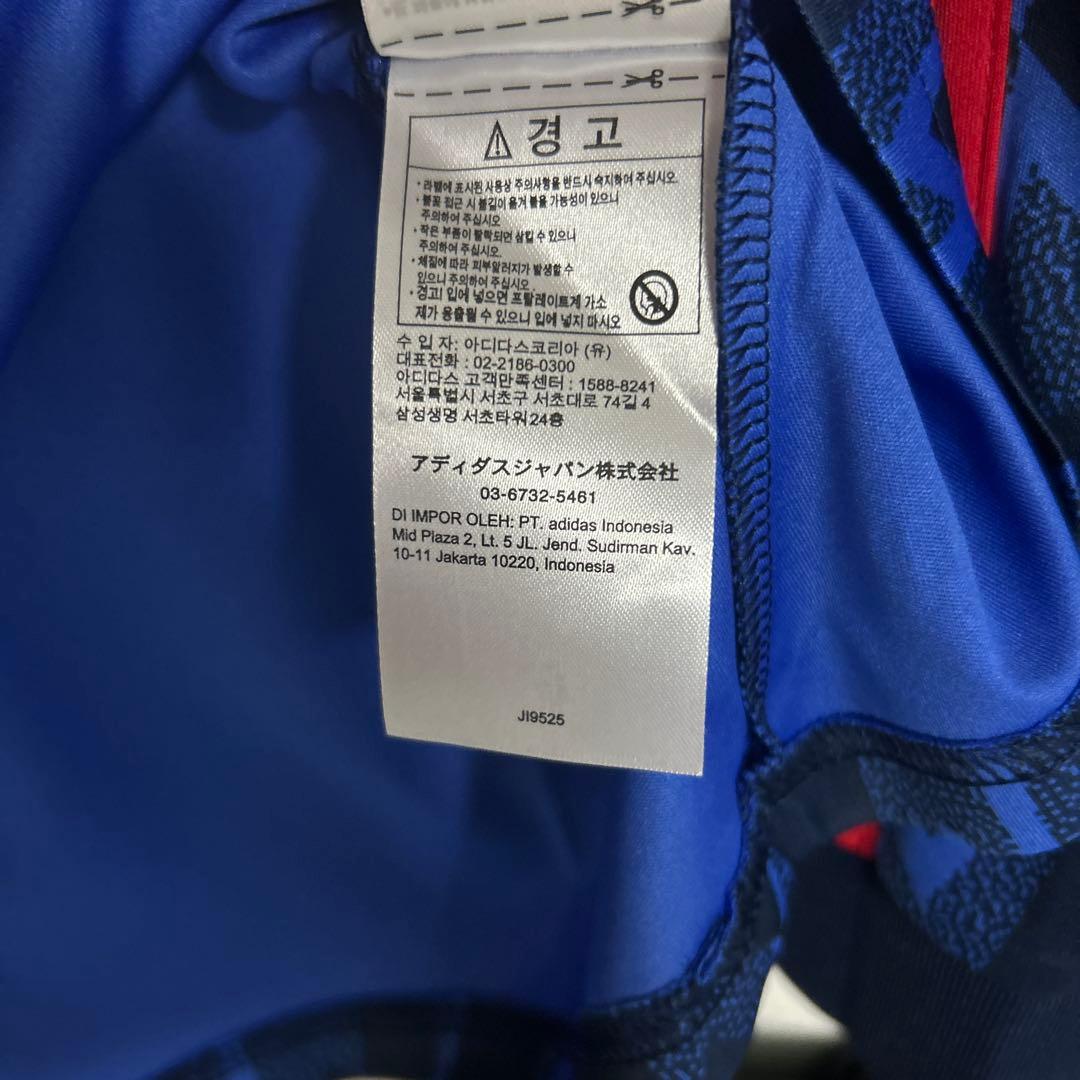 경 고
· 라벨에 표시된 사용상 주의사항을 반드시 숙지하여 주십시오.
· 불꽃 접근 시 불길이 옮겨 붙을 가능성이 있으니
주의하여 주십시오
· 작은 부품이 탈락되면 삼킬 수 있으니
주의하여 주십시오.
· 체질에 따라 피부알러지가 발생할 수
있으니 주의하여 주십시오.
· 경고! 입에 넣으면 프탈레이트계 가소
제가 용출될 수 있으니 입에 넣지 마시오
수 입 자: 아디다스코리아 (유)
대표전화 : 02-2186-0300
아디다스 고객만족센터 : 1588-8241
서울특별시 서초구 서초대로 74길 4
삼성생명 서초타워24층
アディダスジャパン株式会社
03-6732-5461
DI IMPOR OLEH: PT. adidas Indonesia
Mid Plaza 2, Lt. 5 JL. Jend. Sudirman Kav.
10-11 Jakarta 10220, Indonesia
JI9525